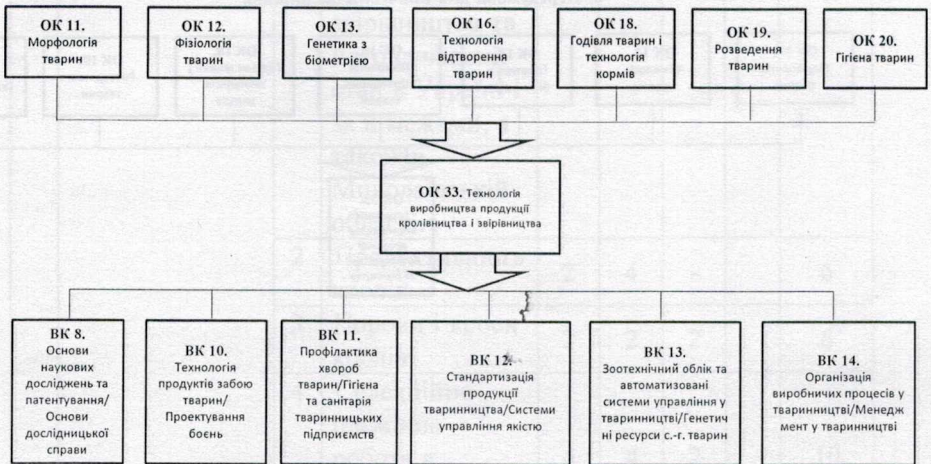 ОК 11.
Морфологія
тварин
ОК 12.
Фізіологія
тварин
ОК 13.
Генетика з
біометрією
ОК 16.
Технологія
відтворення
тварин
ОК 18.
Годівля тварин і
технологія
кормів
ОК 19.
Розведення
тварин
ОК 20.
Гігієна тварин
ОК 33. Технологія
виробництва продукції
кролівництва і звірівництва
ВК 8.
Основи
наукових
досліджень та
патентування/
Основи
дослідницької
справи
ВК 10.
Технологія
продуктів забою
тварин/
Проектування
боєнь
ВК 11.
Профілактика
хвороб
тварин/Гігієна
та санітарія
тваринницьких
підприємств
ВК 12.
Стандартизація
продукції
тваринництва/Системи
управління якістю
ВК 13.
Зоотехнічний облік та
автоматизовані
системи управління у
тваринництві/Генетич
ні ресурси с.-г. тварин
ВК 14.
Організація
виробничих процесів у
тваринництві/Менедж
мент у тваринництві